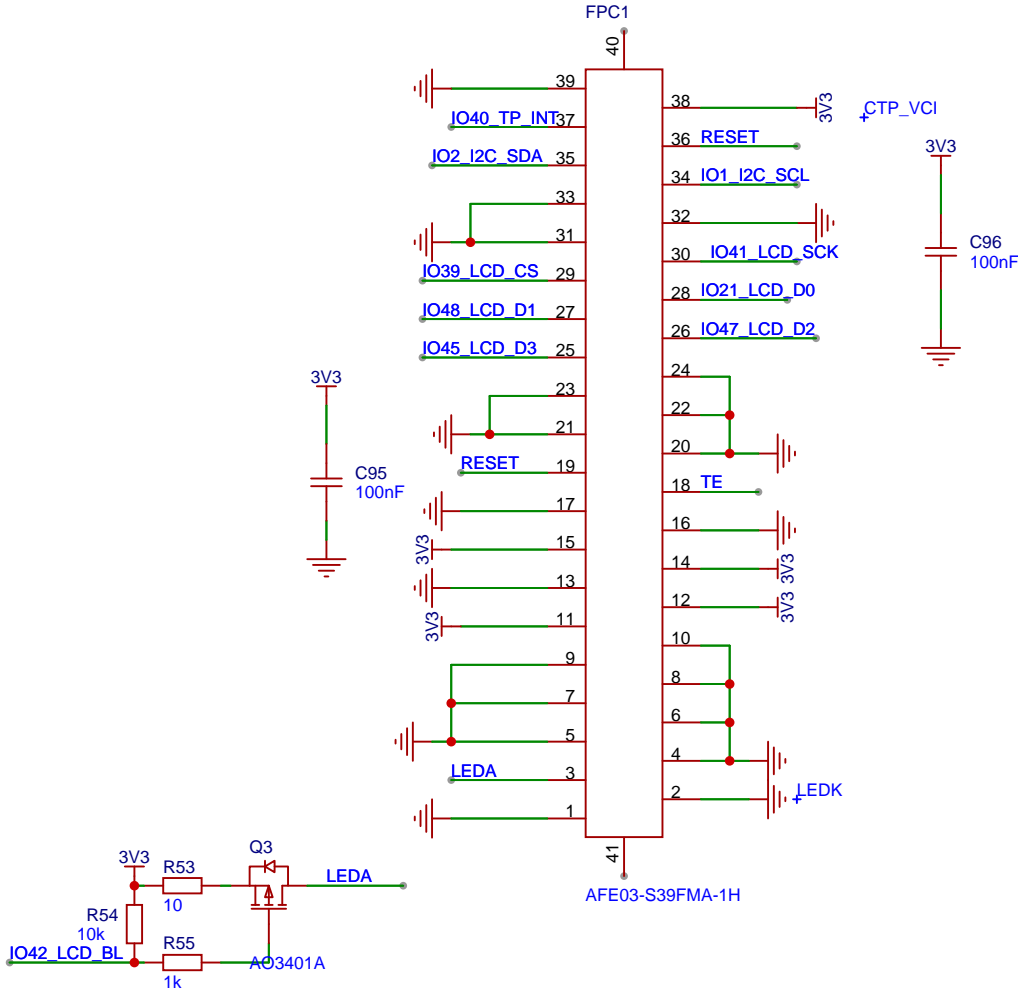 FPC1
40
39
38
3V3
CTP_VCI
IO40_TP_INT
37
36
RESET
IO2_I2C_SDA
35
34
IO1_I2C_SCL
3V3
33
32
31
30
IO41_LCD_SCK
C96
100nF
IO39_LCD_CS
29
28
IO21_LCD_D0
IO48_LCD_D1
27
26
IO47_LCD_D2
IO45_LCD_D3
25
24
3V3
23
22
21
20
C95
100nF
RESET
19
18
TE
17
16
3V3
15
14
3V3
13
12
3V3
3V3
11
10
9
8
7
6
5
4
LEDA
3
2
LEDK
1
41
AFE03-S39FMA-1H
3V3
R53
10
Q3
LEDA
R54
10k
IO42_LCD_BL
R55
1k
AO3401A